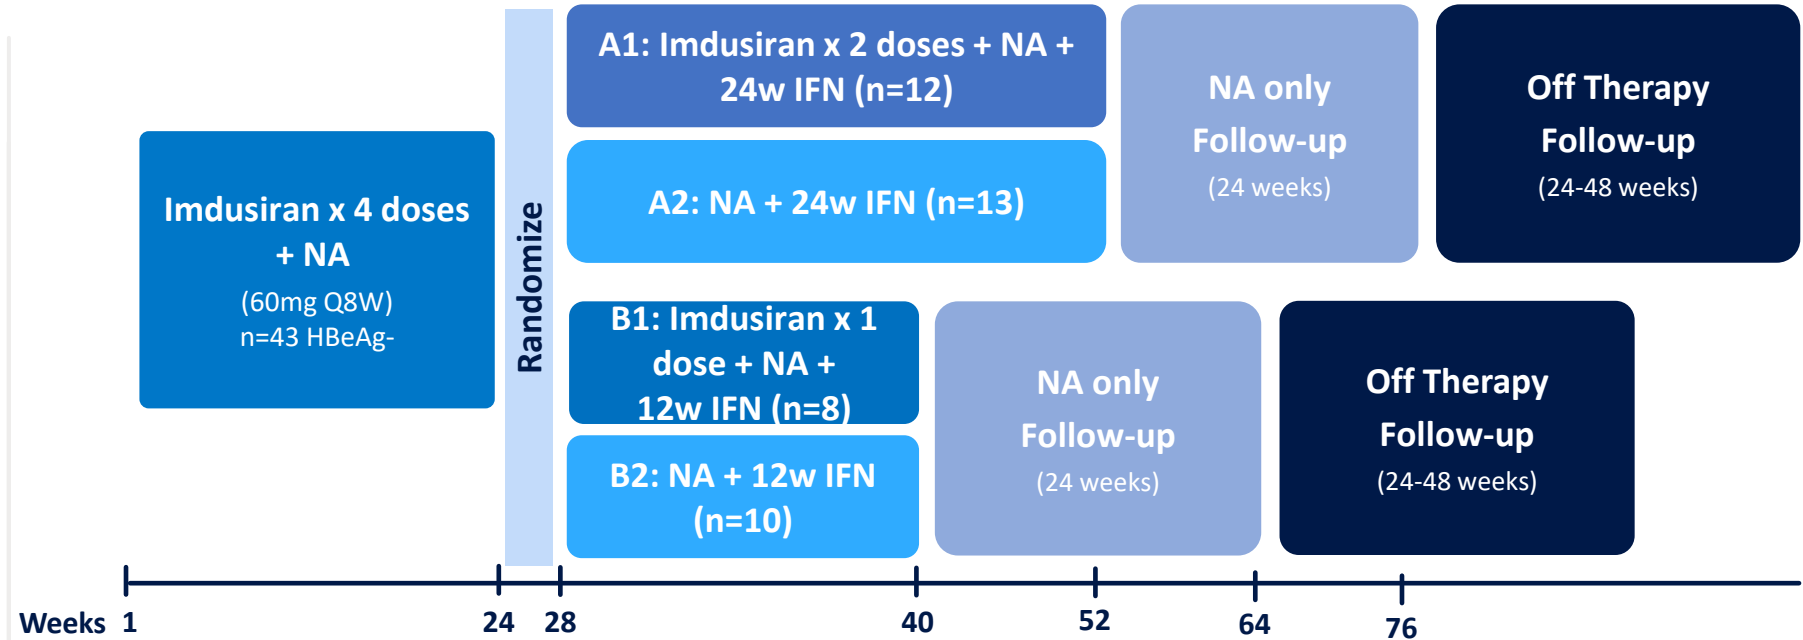 Imdusiran x 4 doses
+ NA
(60mg Q8W)
n=43 HBeAg-
Randomize
A1: Imdusiran x 2 doses + NA +
24w IFN (n=12)
A2: NA + 24w IFN (n=13)
NA only
Follow-up
(24 weeks)
Off Therapy
Follow-up
(24-48 weeks)
B1: Imdusiran x 1
dose + NA +
12w IFN (n=8)
B2: NA + 12w IFN
(n=10)
NA only
Follow-up
(24 weeks)
Off Therapy
Follow-up
(24-48 weeks)
Weeks 1 24 28 40 52 64 76